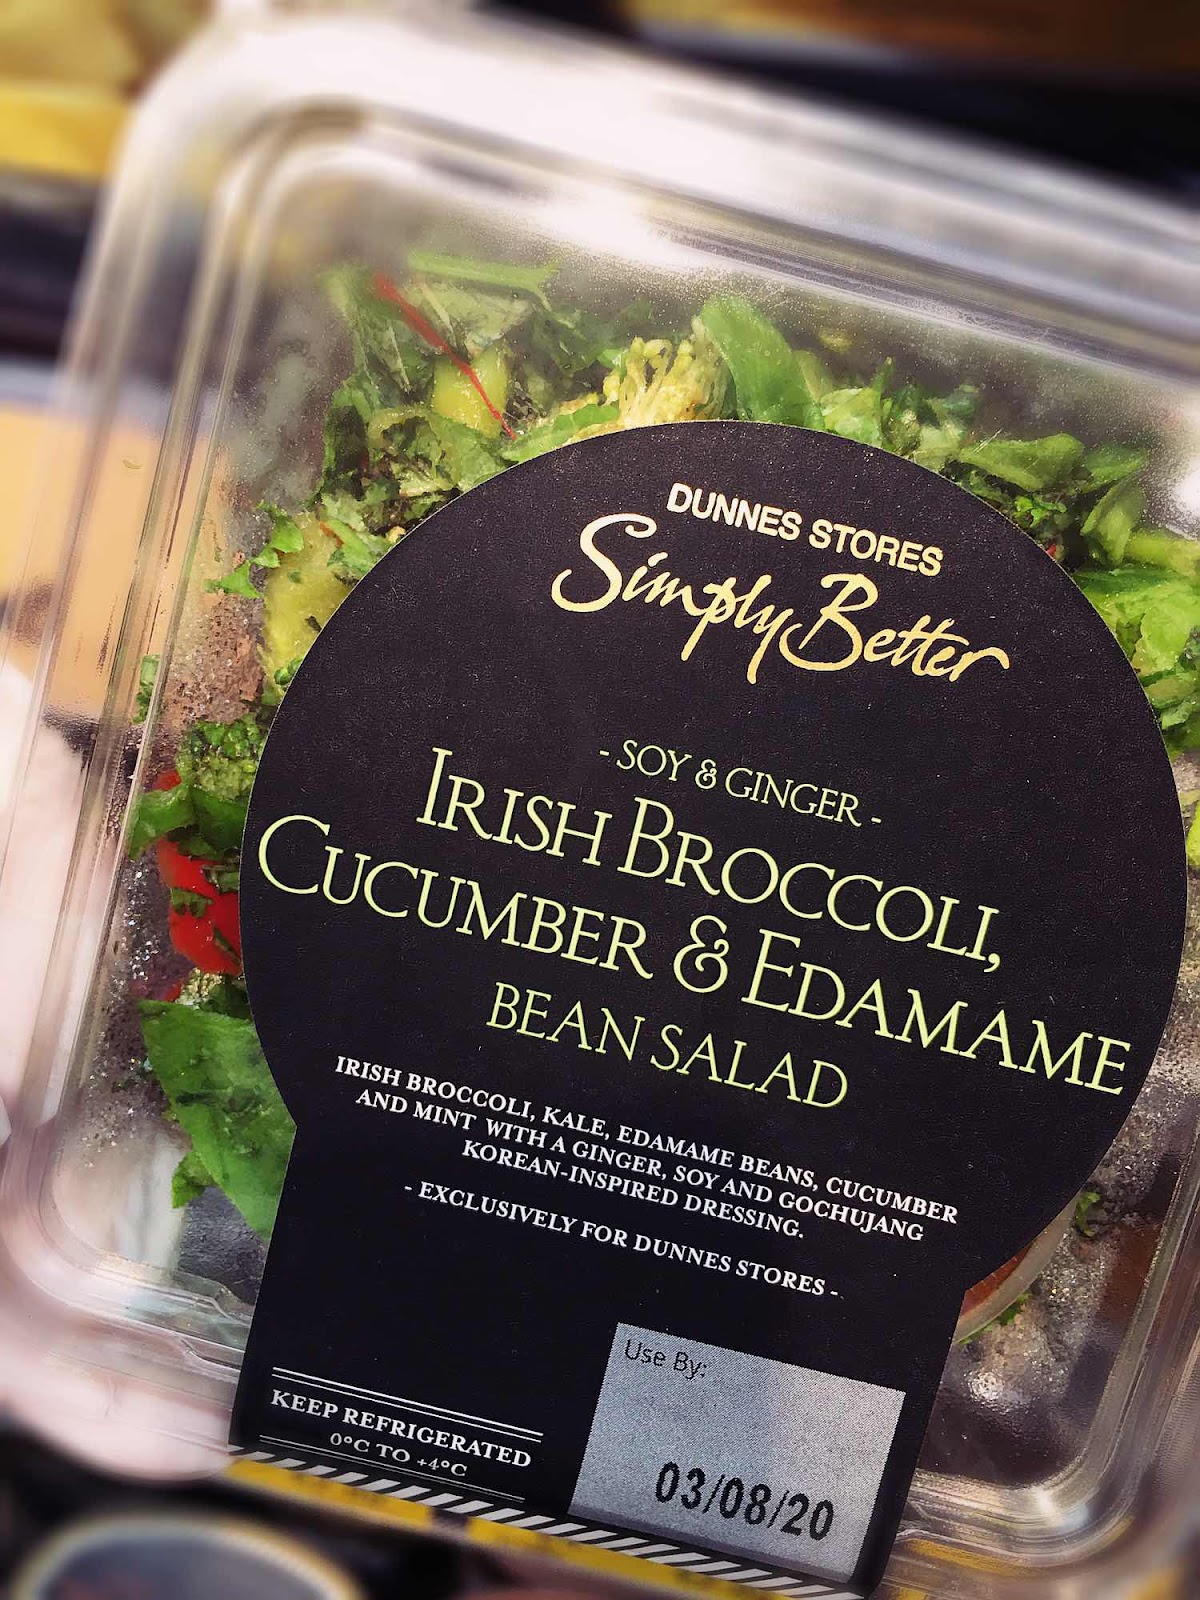 DUNNES STORES
Simply Better
- SOY & GINGER -
IRISH BROCCOLI,
CUCUMBER & EDAMAME
BEAN SALAD
IRISH BROCCOLI, KALE, EDAMAME BEANS, CUCUMBER
AND MINT WITH A GINGER, SOY AND GOCHUJANG
KOREAN-INSPIRED DRESSING.
- EXCLUSIVELY FOR DUNNES STORES -
KEEP REFRIGERATED
0°C TO +4°C
Use By:
03/08/20